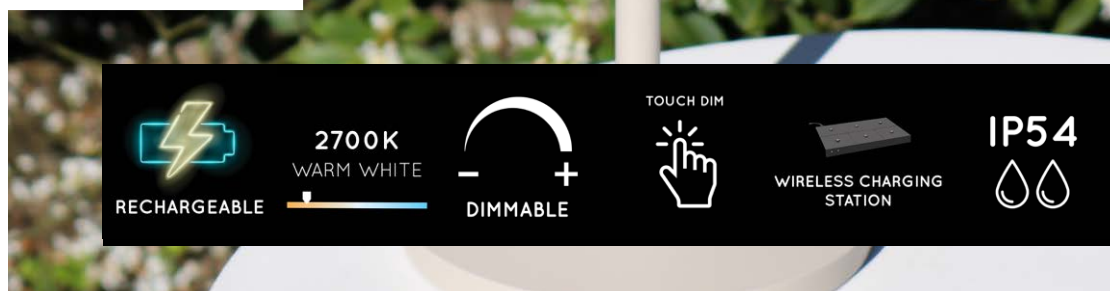 RECHARGEABLE
2700K
WARM WHITE
DIMMABLE
TOUCH DIM
WIRELESS CHARGING
STATION
IP54